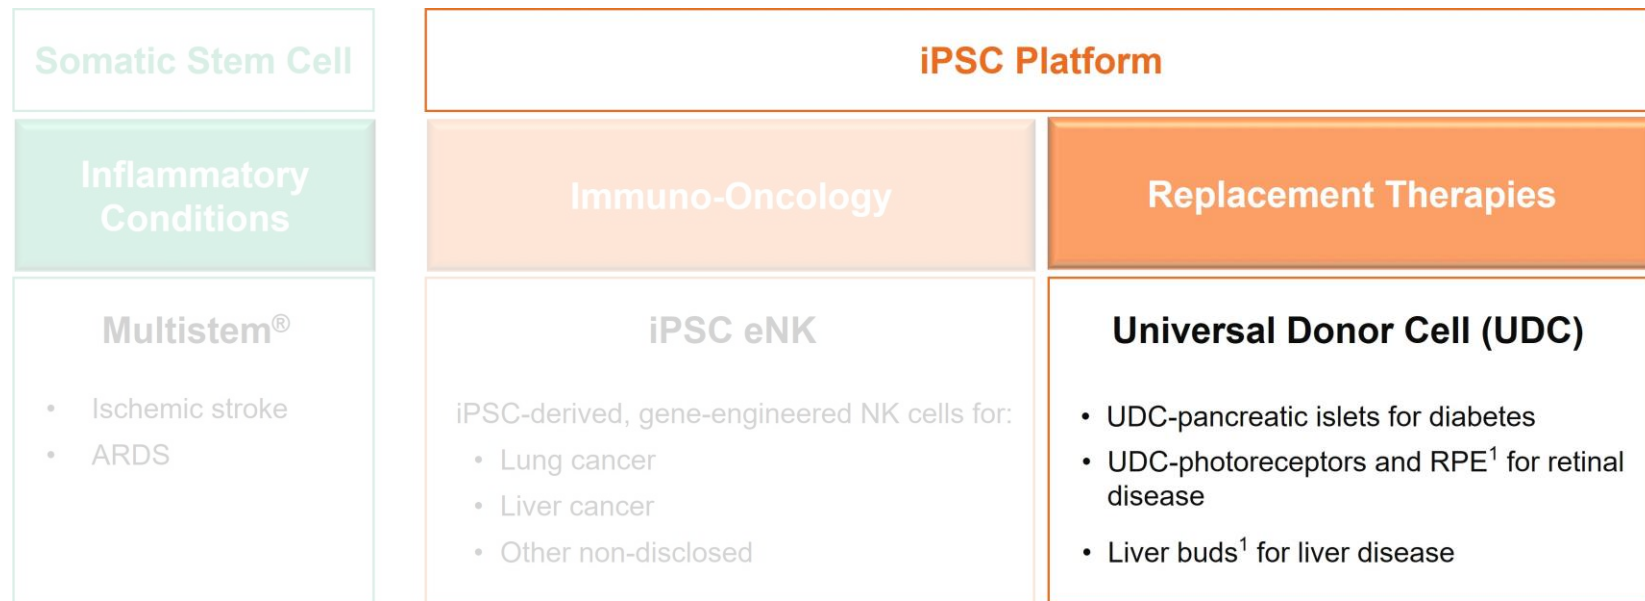 Somatic Stem Cell
iPSC Platform
Inflammatory
Conditions
Immuno-Oncology
Replacement Therapies
Multistem®
• Ischemic stroke
• ARDS
iPSC eNK
iPSC-derived, gene-engineered NK cells for:
• Lung cancer
• Liver cancer
• Other non-disclosed
Universal Donor Cell (UDC)
• UDC-pancreatic islets for diabetes
• UDC-photoreceptors and RPE¹ for retinal
disease
• Liver buds¹ for liver disease